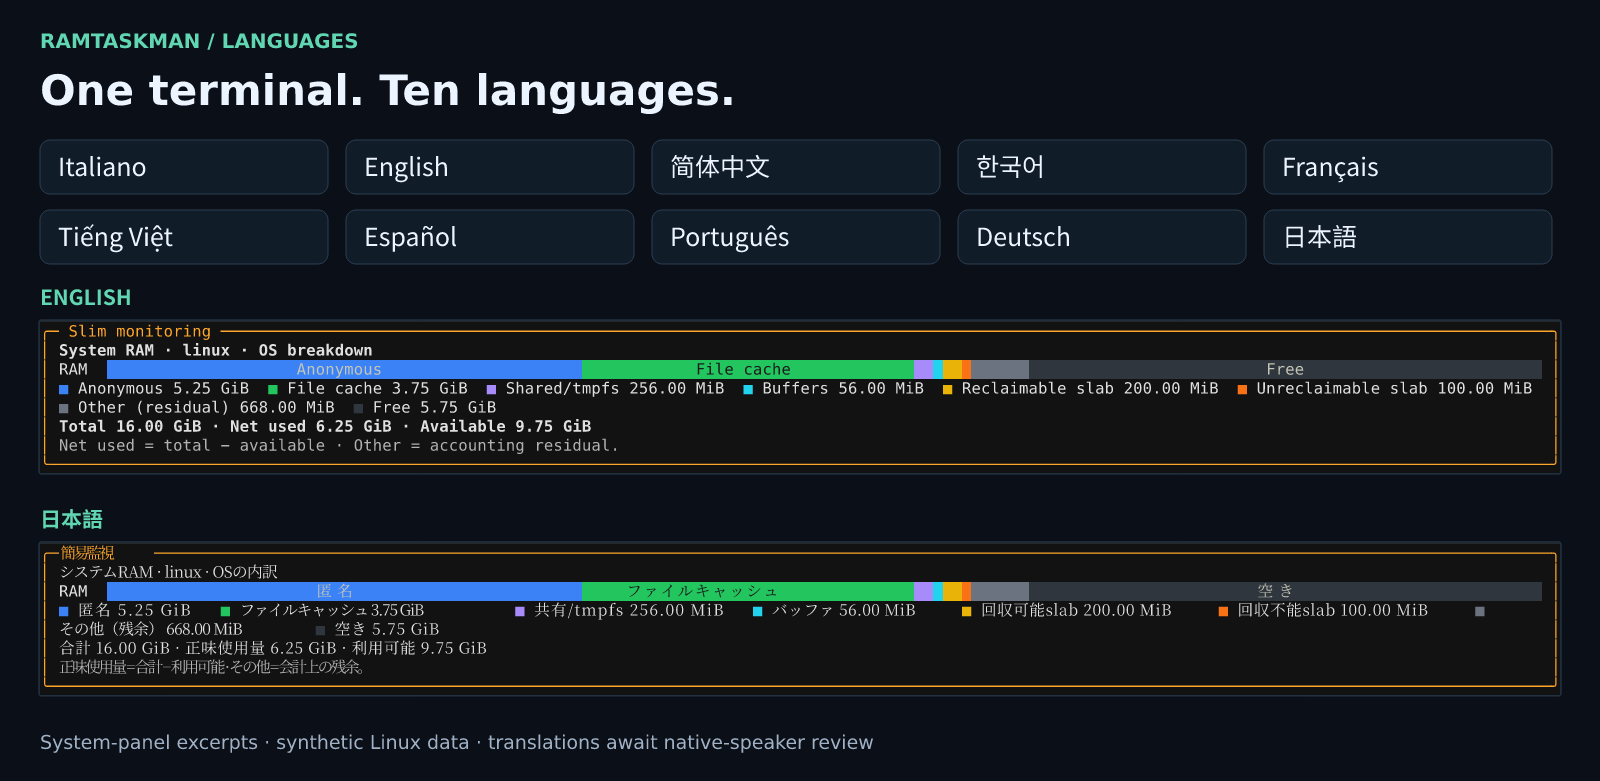 RAMTASKMAN / LANGUAGES
One terminal. Ten languages.
Italiano English 简体中文 한국어 Français
Tiếng Việt Español Português Deutsch 日本語
ENGLISH
Slim monitoring
System RAM · linux · OS breakdown
RAM Anonymous File cache Free
Anonymous 5.25 GiB File cache 3.75 GiB Shared/tmpfs 256.00 MiB Buffers 56.00 MiB Reclaimable slab 200.00 MiB Unreclaimable slab 100.00 MiB
Other (residual) 668.00 MiB Free 5.75 GiB
Total 16.00 GiB · Net used 6.25 GiB · Available 9.75 GiB
Net used = total − available · Other = accounting residual.
日本語
簡易監視
システムRAM · linux · OSの内訳
RAM 匿名 ファイルキャッシュ 空き
匿名 5.25 GiB ファイルキャッシュ 3.75 GiB 共有/tmpfs 256.00 MiB バッファ 56.00 MiB 回収可能slab 200.00 MiB 回収不能slab 100.00 MiB
その他（残余） 668.00 MiB 空き 5.75 GiB
合計 16.00 GiB · 正味使用量 6.25 GiB · 利用可能 9.75 GiB
正味使用量=合計−利用可能·その他=会計上の残余。
System-panel excerpts · synthetic Linux data · translations await native-speaker review